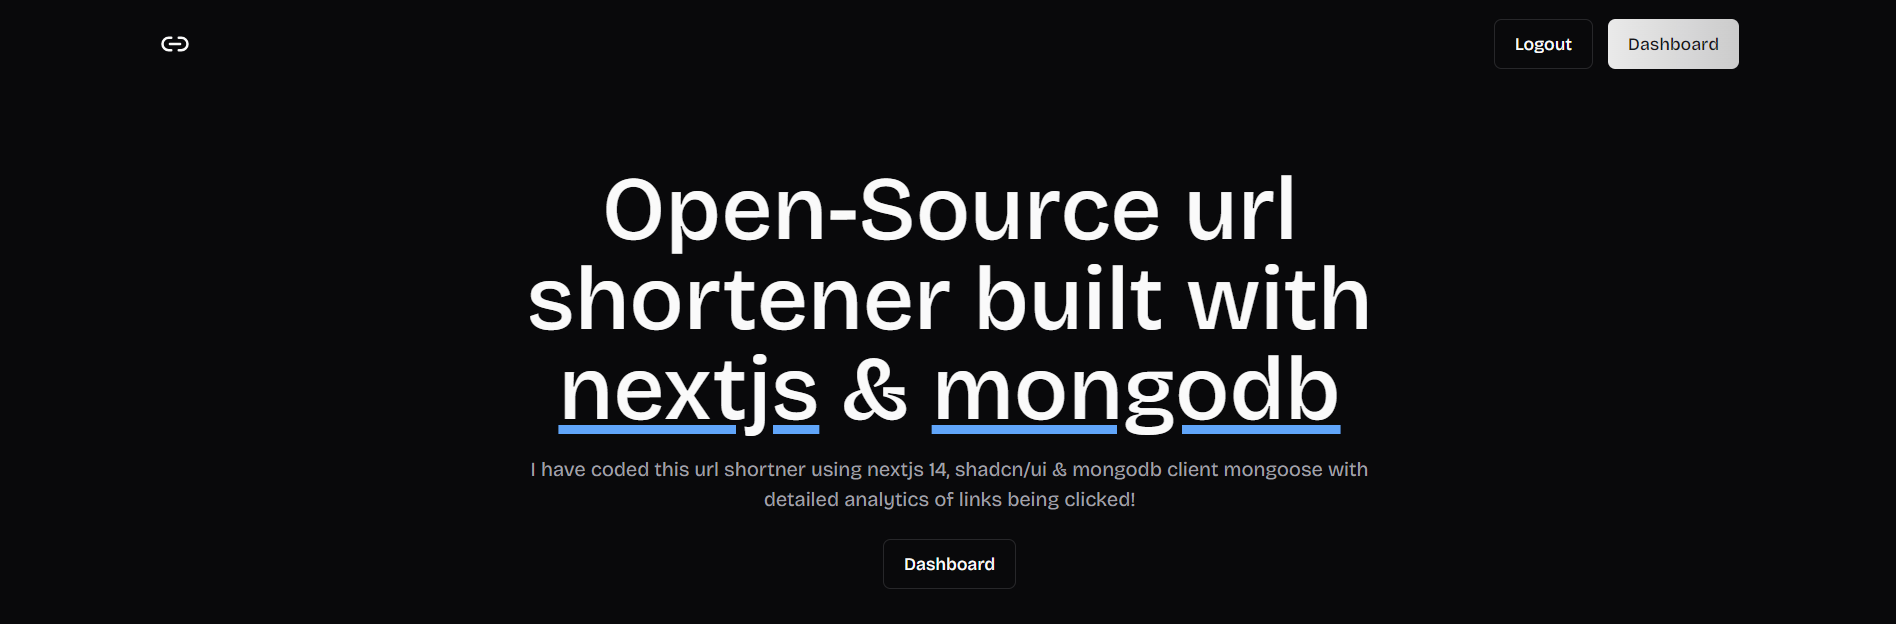 Logout
Dashboard
Open-Source url
shortener built with
nextjs & mongodb
I have coded this url shortner using nextjs 14, shadcn/ui & mongodb client mongoose with
detailed analytics of links being clicked!
Dashboard